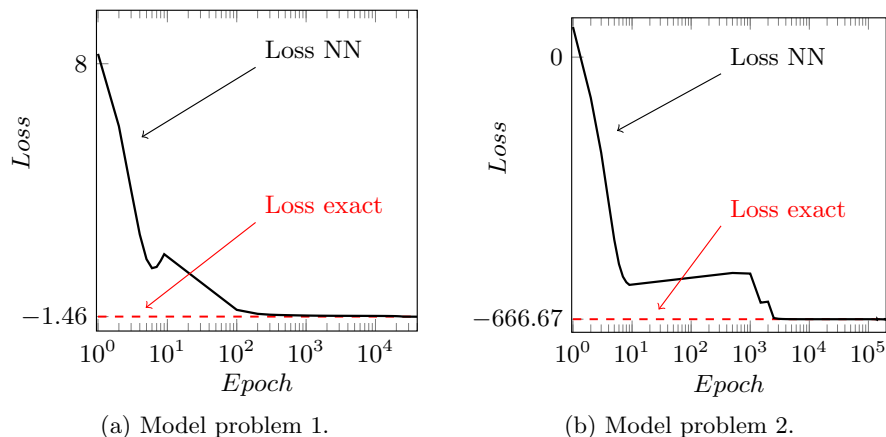 8
Loss NN
Loss
Loss exact
−1.46
10^0 10^1 10^2 10^3 10^4
Epoch
(a) Model problem 1.
0
Loss NN
Loss
Loss exact
−666.67
10^0 10^1 10^2 10^3 10^4 10^5
Epoch
(b) Model problem 2.